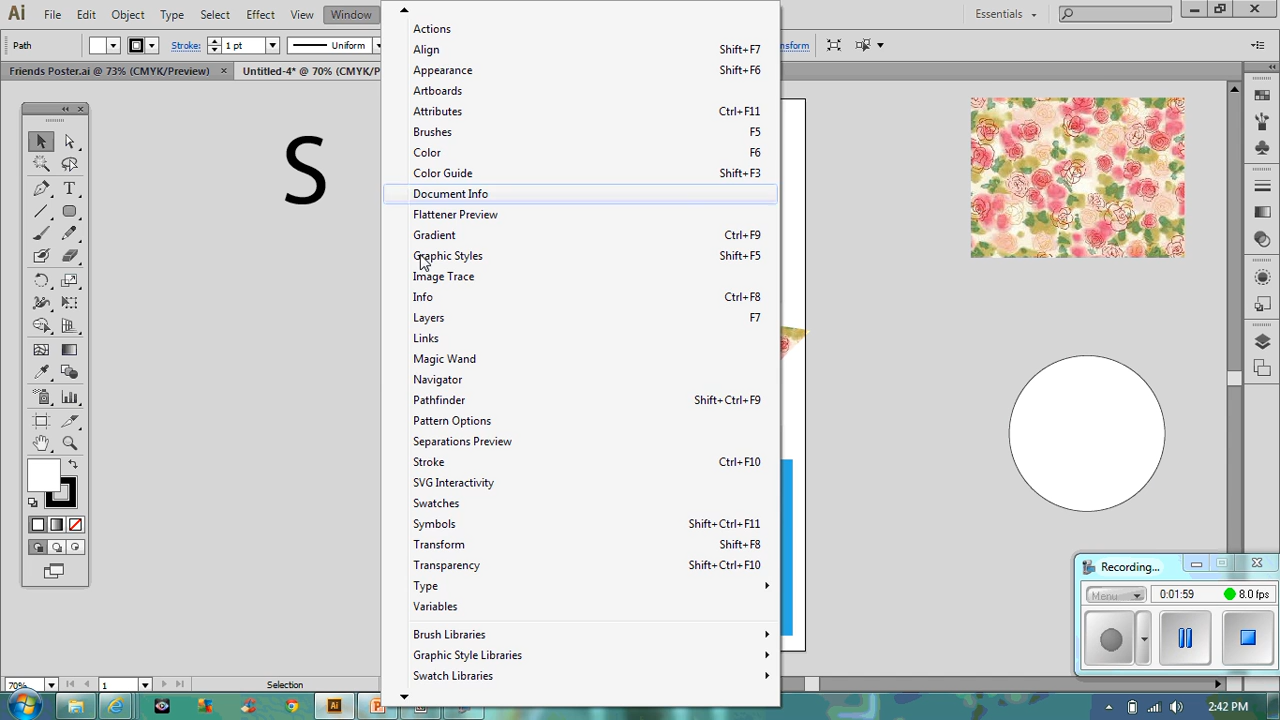 Ai File Edit Object Type Select Effect View Window Essentials
Path Stroke: 1 pt Uniform
Friends Poster.ai @ 73% (CMYK/Preview) × Untitled-4* @ 70% (CMYK/P
S
Actions
Align Shift+F7
Appearance Shift+F6
Artboards
Attributes Ctrl+F11
Brushes F5
Color F6
Color Guide Shift+F3
Document Info
Flattener Preview
Gradient Ctrl+F9
Graphic Styles Shift+F5
Image Trace
Info Ctrl+F8
Layers F7
Links
Magic Wand
Navigator
Pathfinder Shift+Ctrl+F9
Pattern Options
Separations Preview
Stroke Ctrl+F10
SVG Interactivity
Swatches
Symbols Shift+Ctrl+F11
Transform Shift+F8
Transparency Shift+Ctrl+F10
Type
Variables
Brush Libraries
Graphic Style Libraries
Swatch Libraries
Recording...
Menu 0:01:59 8.0 fps
70% 1 Selection
2:42 PM